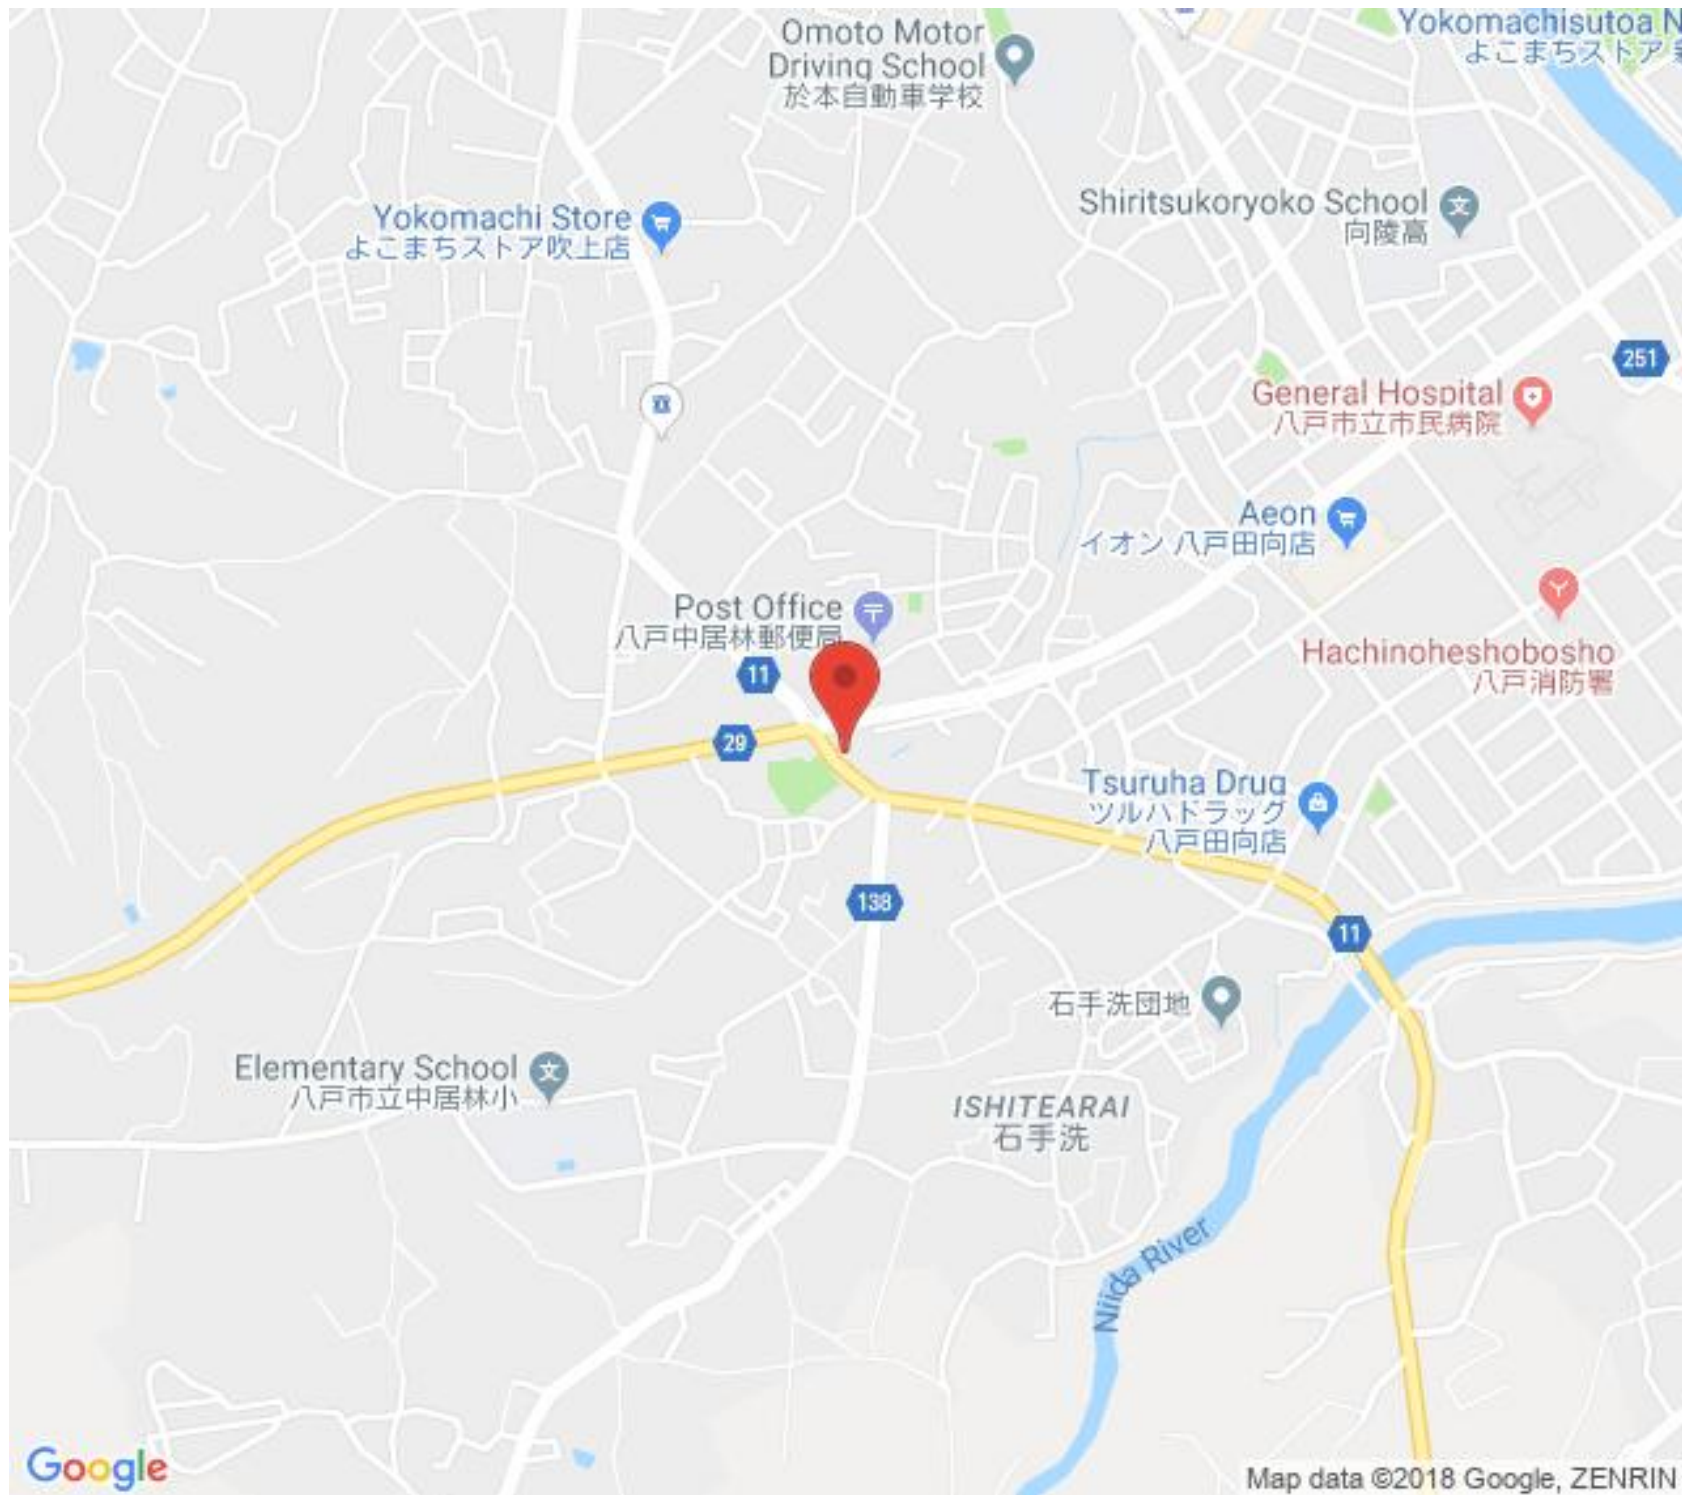 Omoto Motor
Driving School
於本自動車学校
Yokomachisutoa N
よこまちストア 新
Yokomachi Store
よこまちストア吹上店
Shiritsukoryoko School
向陵高
文
251
General Hospital
八戸市立市民病院
Aeon
イオン 八戸田向店
Post Office
八戸中居林郵便局
〒
Hachinoheshobosho
八戸消防署
11
29
Tsuruha Drug
ツルハドラッグ
八戸田向店
138
11
石手洗団地
Elementary School
八戸市立中居林小
文
ISHITEARAI
石手洗
Niida River
Google
Map data ©2018 Google, ZENRIN